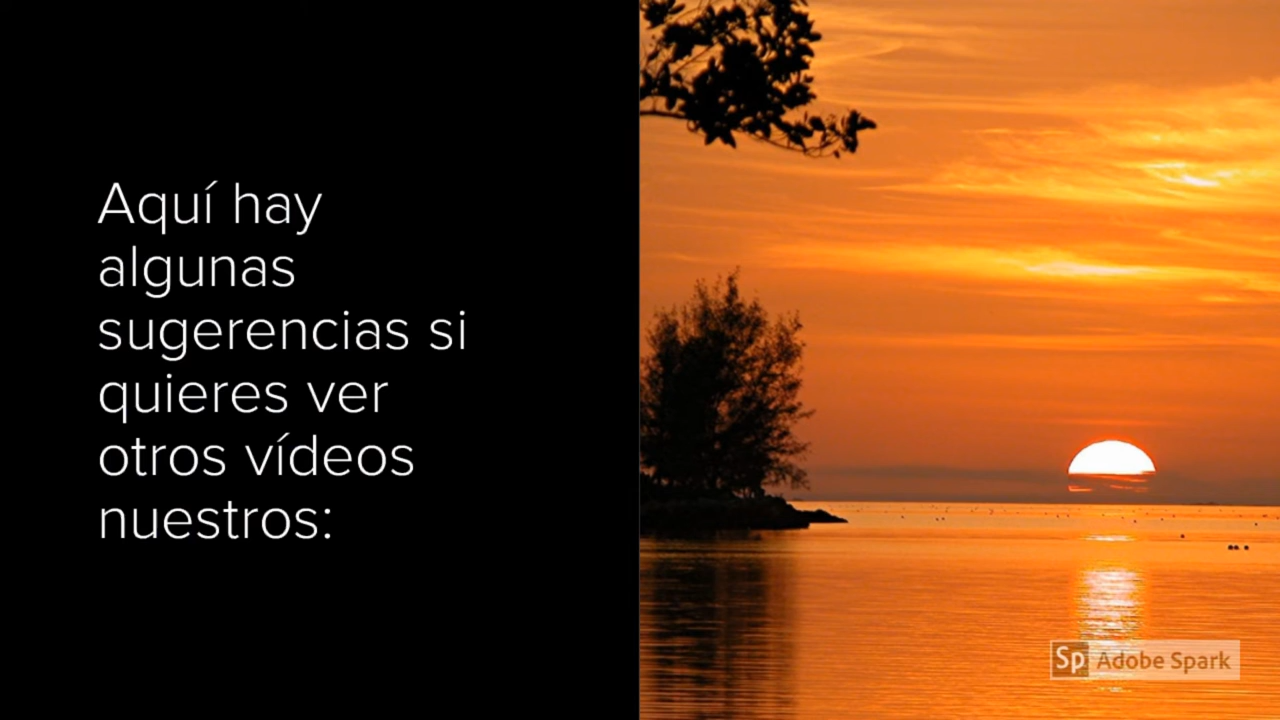 Aquí hay
algunas
sugerencias si
quieres ver
otros vídeos
nuestros:
Sp Adobe Spark